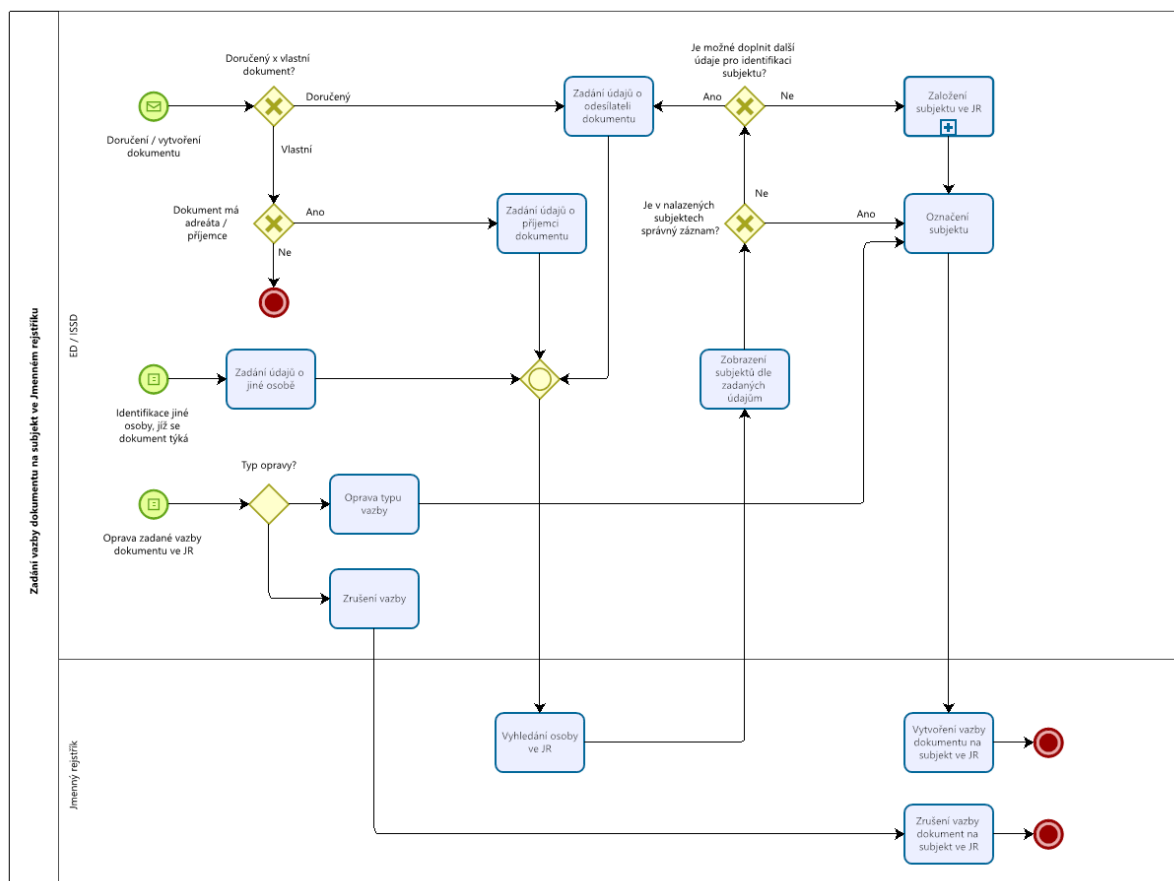 Zadání vazby dokumentu na subjekt ve Jmenném rejstříku
ED / ISSD
Doručený x vlastní
dokument?
Doručení / vytvoření
dokumentu
Doručený
Vlastní
Zadání údajů o
odesílateli
dokumentu
Je možné doplnit další
údaje pro identifikaci
subjektu?
Ano
Ne
Založení
subjektu ve JR
Dokument má
adreáta /
příjemce
Ano
Ne
Zadání údajů o
příjemci
dokumentu
Je v nalazených
subjektech
správný záznam?
Ne
Ano
Označení
subjektu
Zadání údajů o
jiné osobě
Identifikace jiné
osoby, jíž se
dokument týká
Zobrazení
subjektů dle
zadaných
údajům
Typ opravy?
Oprava zadané vazby
dokumentu ve JR
Oprava typu
vazby
Zrušení vazby
Jmenný rejstřík
Vyhledání osoby
ve JR
Vytvoření vazby
dokumentu na
subjekt ve JR
Zrušení vazby
dokument na
subjekt ve JR